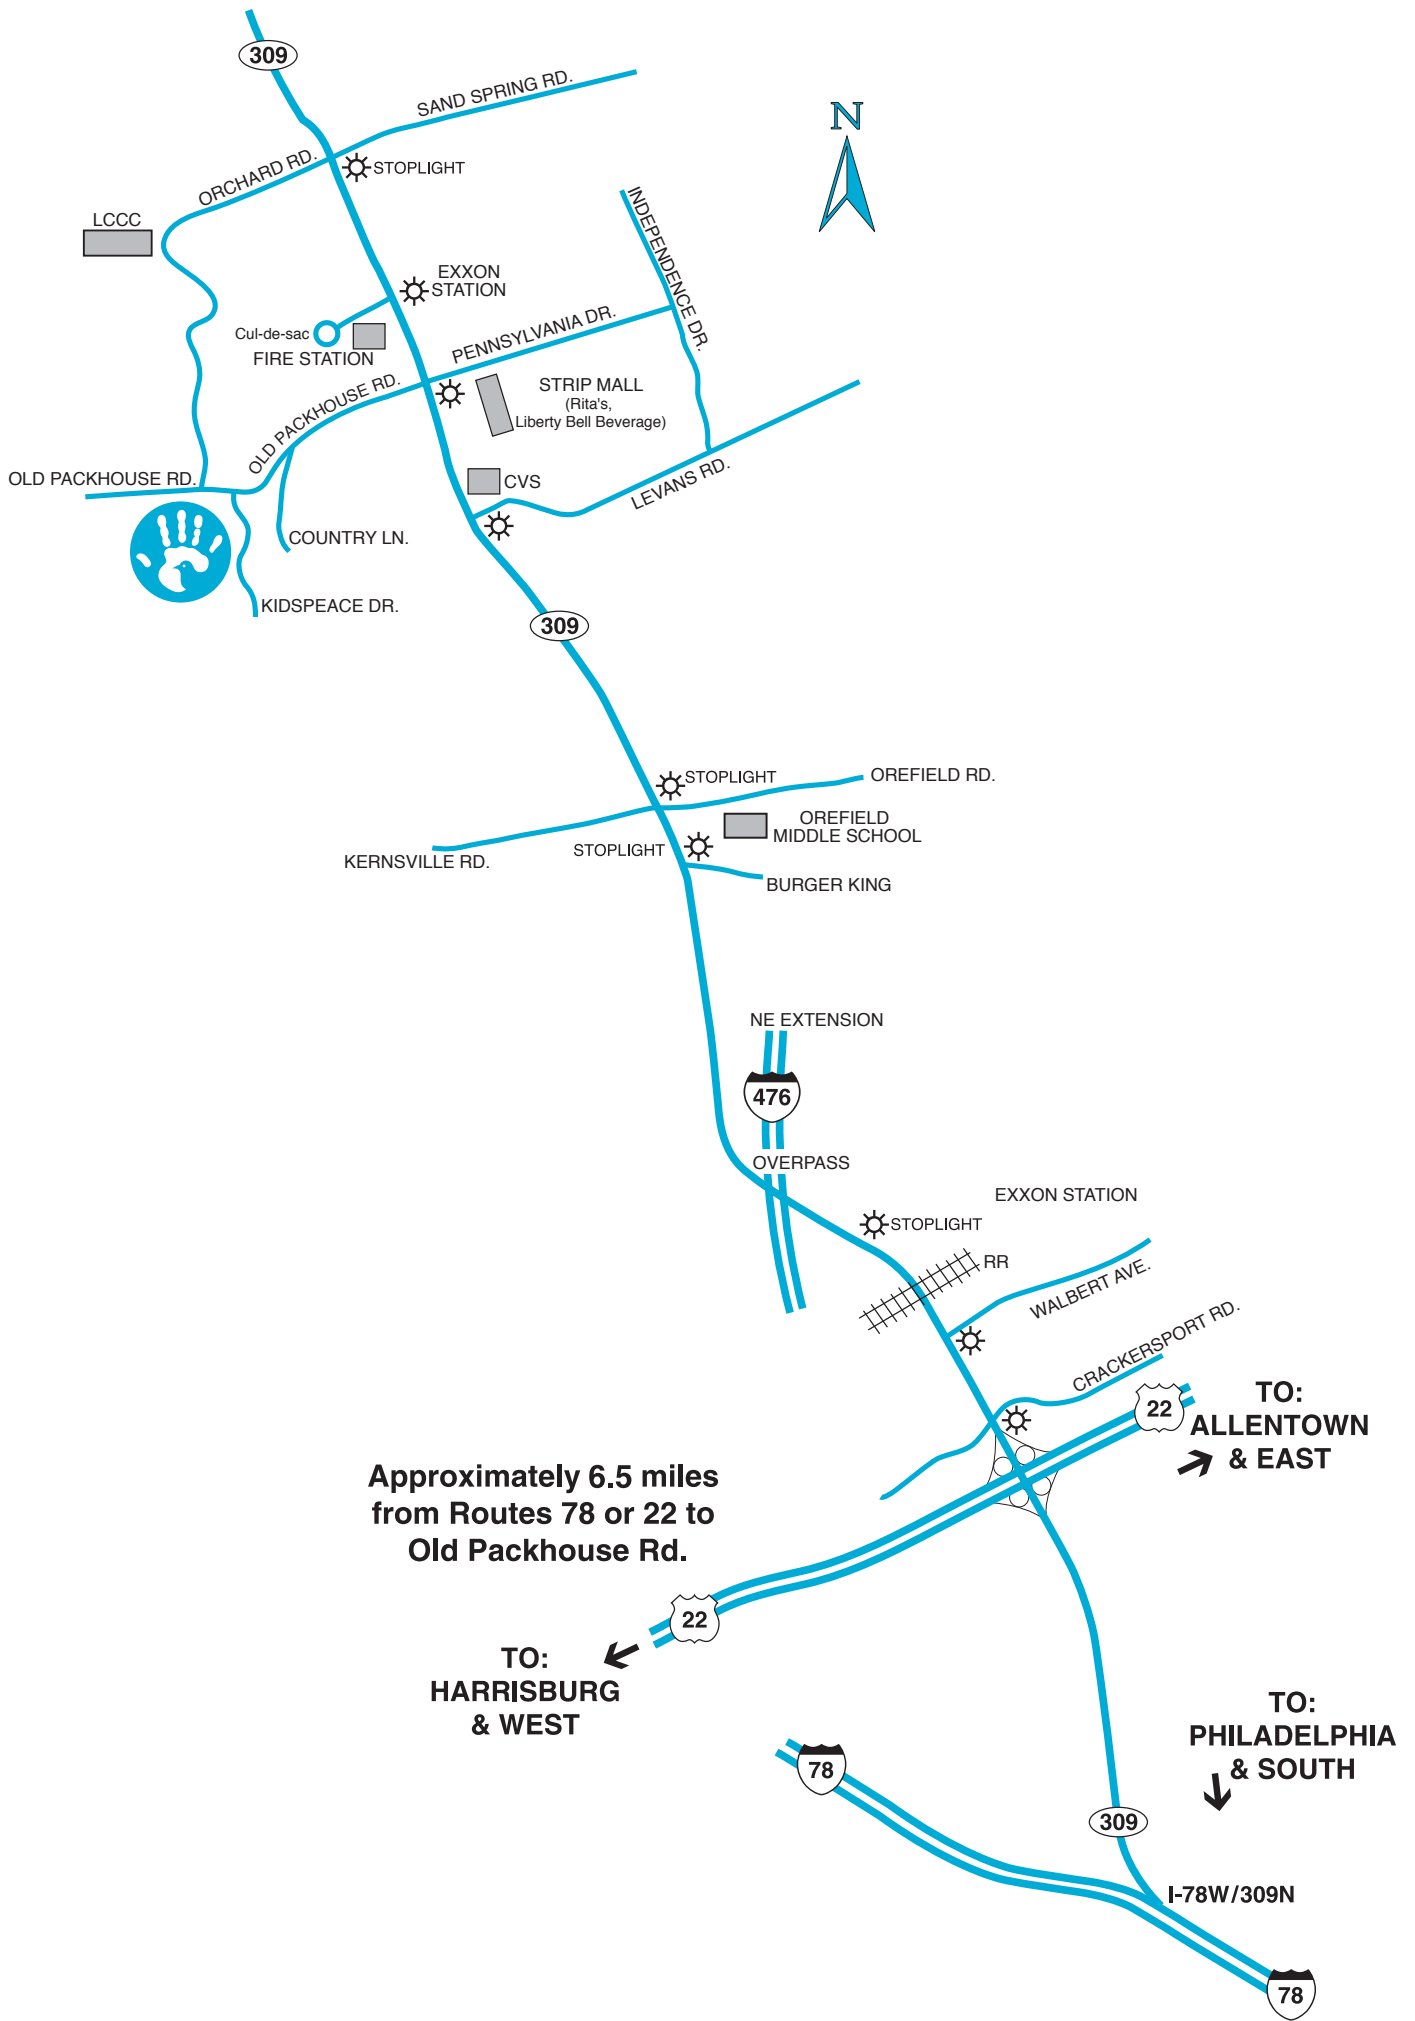 309
SAND SPRING RD.
N
ORCHARD RD.
STOPLIGHT
LCCC
INDEPENDENCE DR.
EXXON
STATION
Cul-de-sac
FIRE STATION
PENNSYLVANIA DR.
OLD PACKHOUSE RD.
STRIP MALL
(Rita's,
Liberty Bell Beverage)
OLD PACKHOUSE RD.
CVS
LEVANS RD.
COUNTRY LN.
KIDSPEACE DR.
309
STOPLIGHT
OREFIELD RD.
OREFIELD
MIDDLE SCHOOL
STOPLIGHT
KERNSVILLE RD.
BURGER KING
NE EXTENSION
476
OVERPASS
EXXON STATION
STOPLIGHT
RR
WALBERT AVE.
CRACKERSPORT RD.
22
TO:
ALLENTOWN
& EAST
Approximately 6.5 miles
from Routes 78 or 22 to
Old Packhouse Rd.
22
TO:
HARRISBURG
& WEST
TO:
PHILADELPHIA
& SOUTH
78
309
I-78W/309N
78